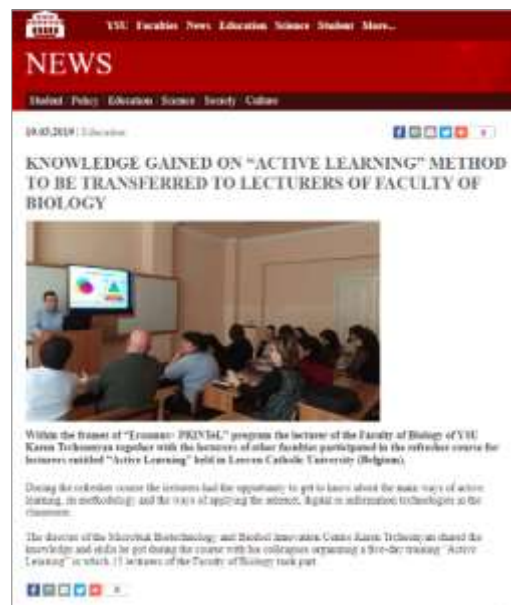 YSU Faculties News Education Science Student More...
NEWS
Student Policy Education Science Society Culture
19.03.2019 | Education
KNOWLEDGE GAINED ON “ACTIVE LEARNING” METHOD
TO BE TRANSFERRED TO LECTURERS OF FACULTY OF
BIOLOGY
Within the frames of “Erasmus+ PRINTeL” program the lecturer of the Faculty of Biology of YSU
Karen Trchounyan together with the lecturers of other faculties participated in the refresher course for
lecturers entitled “Active Learning” held in Leuven Catholic University (Belgium).
During the refresher course the lecturers had the opportunity to get to know about the main ways of active
learning, its methodology and the ways of applying the internet, digital or information technologies in the
classroom.
The director of the Microbial Biotechnology and Biofuel Innovation Centre Karen Trchounyan shared the
knowledge and skills he got during the course with his colleagues organizing a five-day training “Active
Learning” in which 15 lecturers of the Faculty of Biology took part.